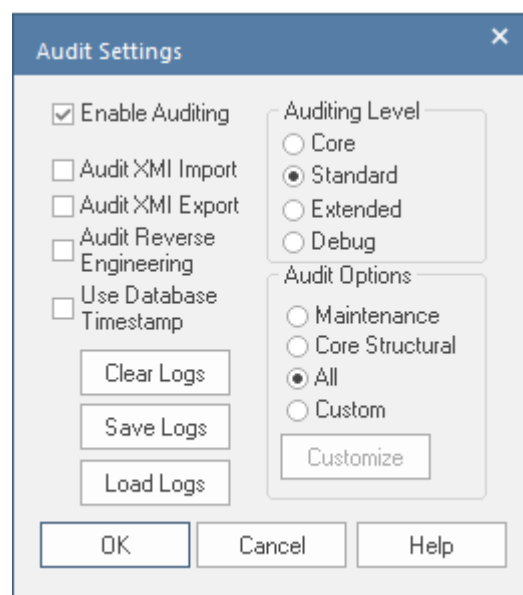 Audit Settings
Enable Auditing
Audit XMI Import
Audit XMI Export
Audit Reverse
Engineering
Use Database
Timestamp
Clear Logs
Save Logs
Load Logs
Auditing Level
Core
Standard
Extended
Debug
Audit Options
Maintenance
Core Structural
All
Custom
Customize
OK
Cancel
Help